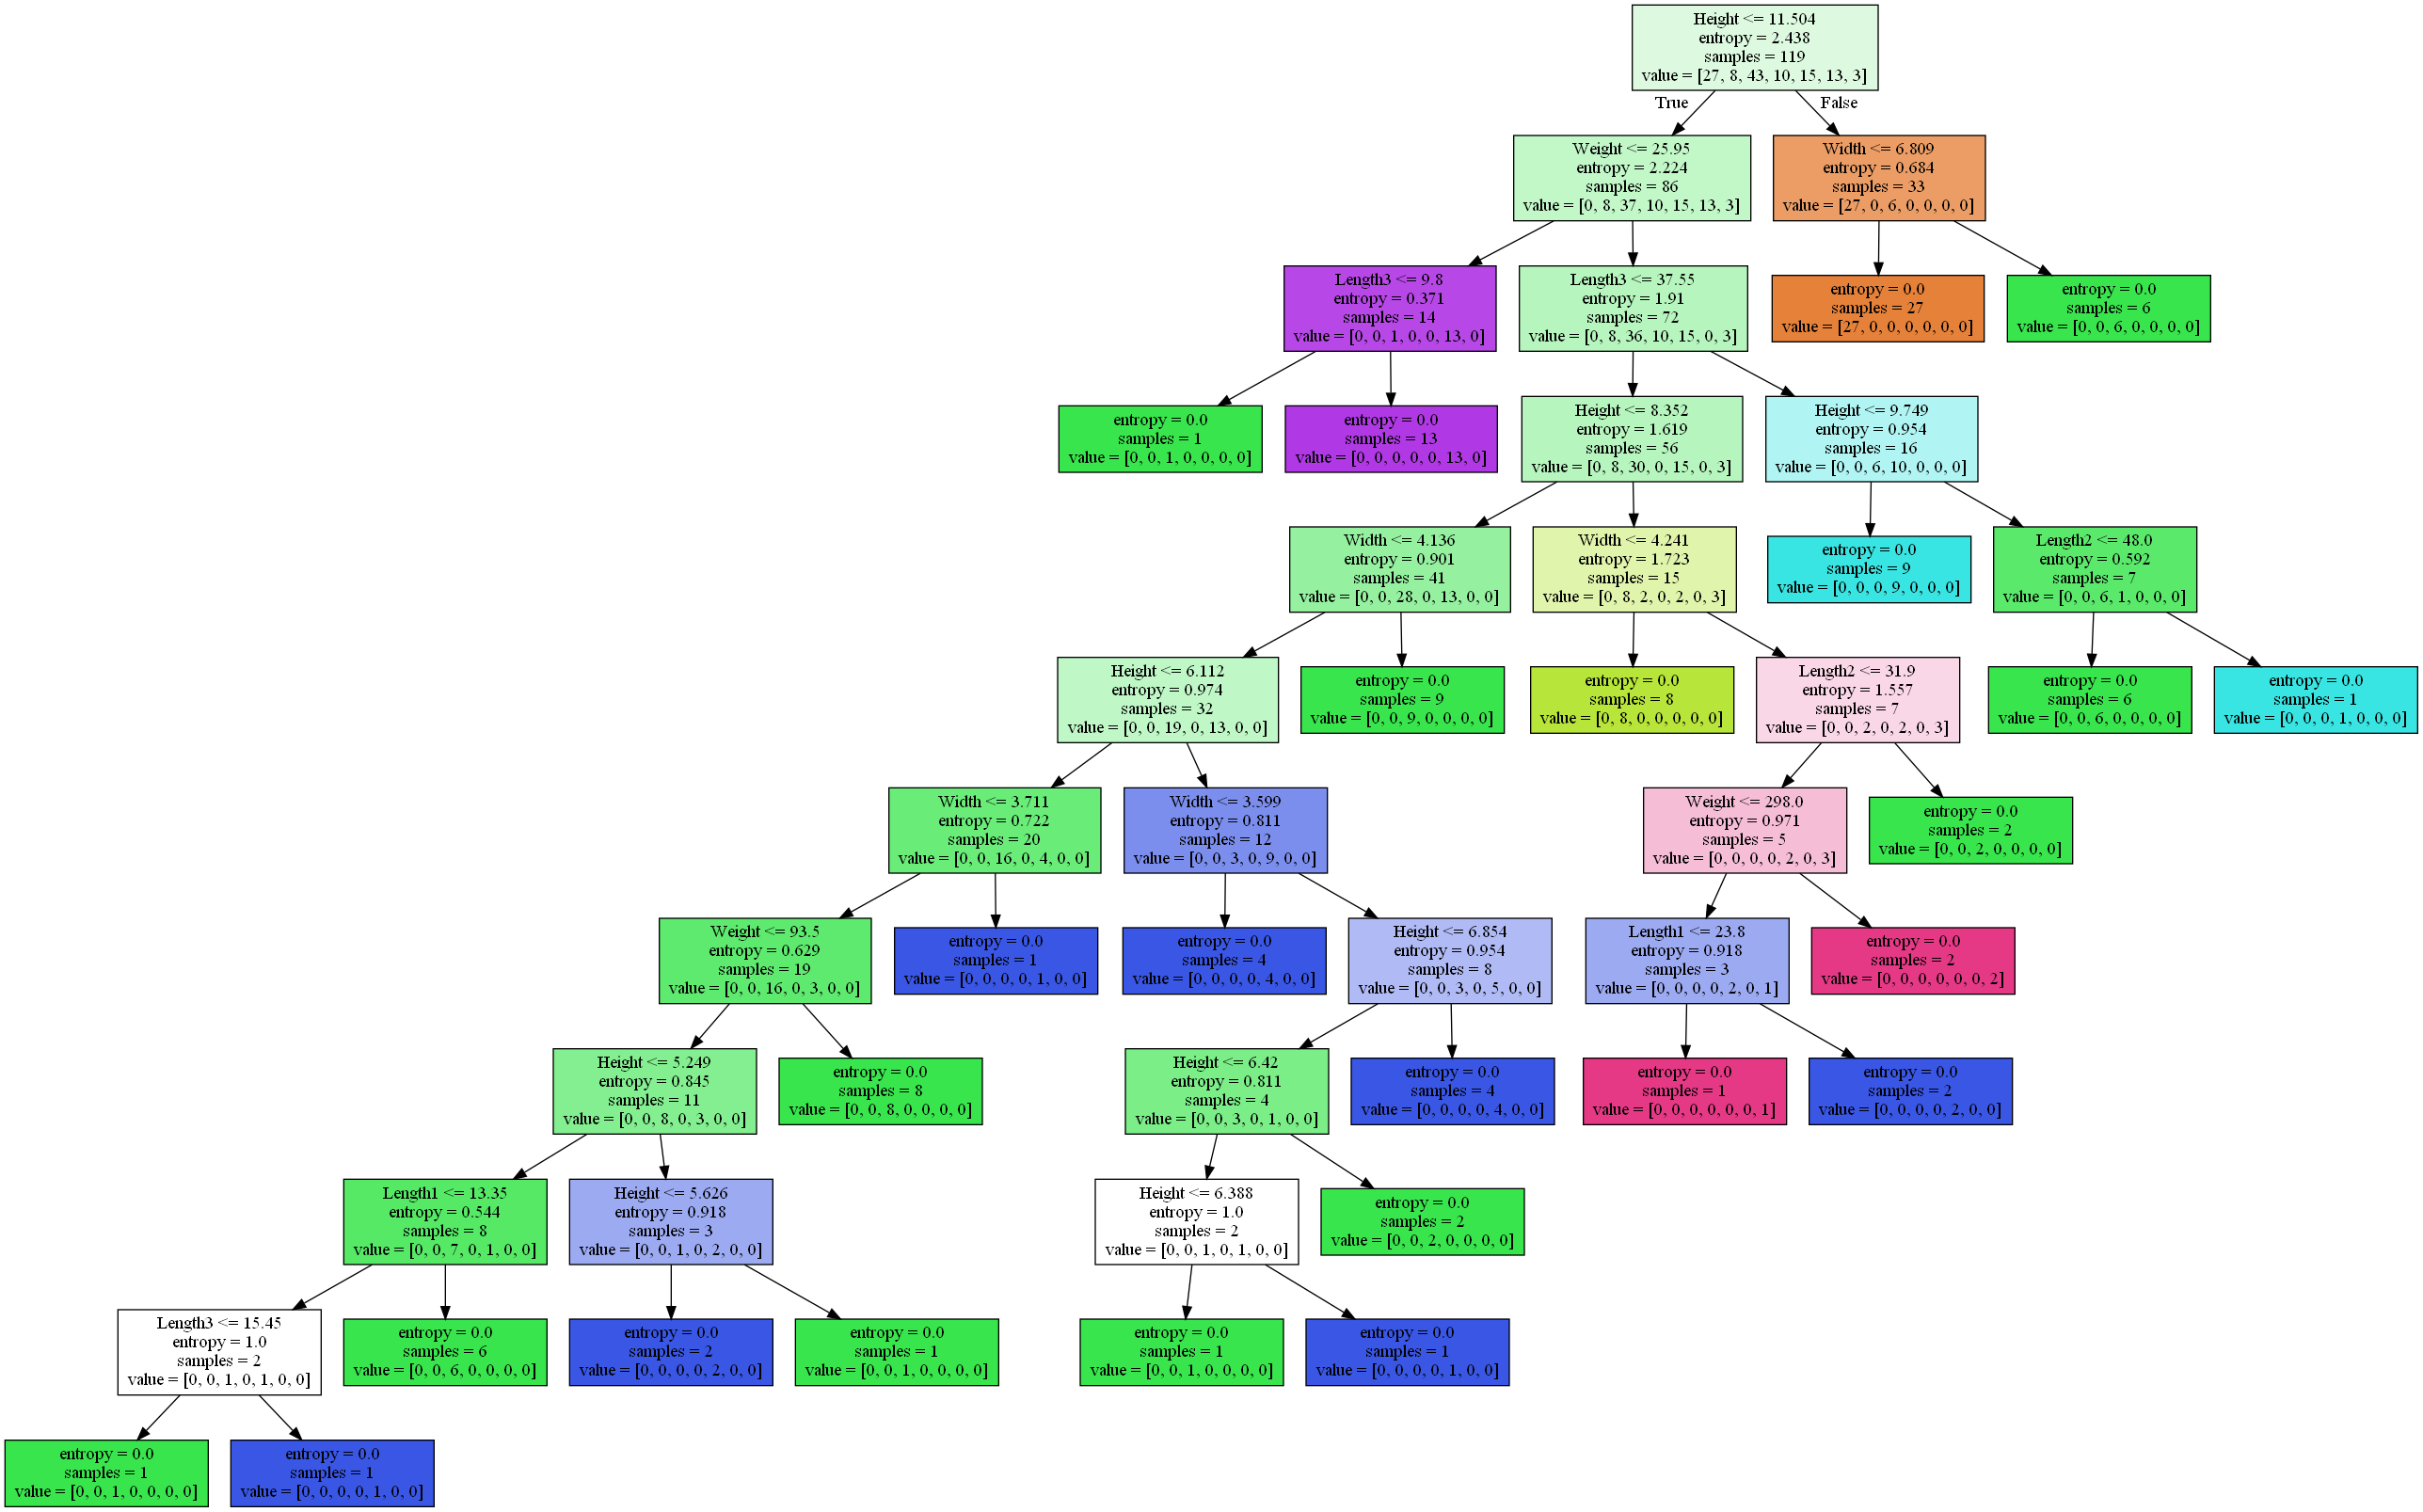 Height <= 11.504
entropy = 2.438
samples = 119
value = [27, 8, 43, 10, 15, 13, 3]
True
False
Weight <= 25.95
entropy = 2.224
samples = 86
value = [0, 8, 37, 10, 15, 13, 3]
Width <= 6.809
entropy = 0.684
samples = 33
value = [27, 0, 6, 0, 0, 0, 0]
Length3 <= 9.8
entropy = 0.371
samples = 14
value = [0, 0, 1, 0, 0, 13, 0]
Length3 <= 37.55
entropy = 1.91
samples = 72
value = [0, 8, 36, 10, 15, 0, 3]
entropy = 0.0
samples = 27
value = [27, 0, 0, 0, 0, 0, 0]
entropy = 0.0
samples = 6
value = [0, 0, 6, 0, 0, 0, 0]
entropy = 0.0
samples = 1
value = [0, 0, 1, 0, 0, 0, 0]
entropy = 0.0
samples = 13
value = [0, 0, 0, 0, 0, 13, 0]
Height <= 8.352
entropy = 1.619
samples = 56
value = [0, 8, 30, 0, 15, 0, 3]
Height <= 9.749
entropy = 0.954
samples = 16
value = [0, 0, 6, 10, 0, 0, 0]
Width <= 4.136
entropy = 0.901
samples = 41
value = [0, 0, 28, 0, 13, 0, 0]
Width <= 4.241
entropy = 1.723
samples = 15
value = [0, 8, 2, 0, 2, 0, 3]
entropy = 0.0
samples = 9
value = [0, 0, 0, 9, 0, 0, 0]
Length2 <= 48.0
entropy = 0.592
samples = 7
value = [0, 0, 6, 1, 0, 0, 0]
Height <= 6.112
entropy = 0.974
samples = 32
value = [0, 0, 19, 0, 13, 0, 0]
entropy = 0.0
samples = 9
value = [0, 0, 9, 0, 0, 0, 0]
entropy = 0.0
samples = 8
value = [0, 8, 0, 0, 0, 0, 0]
Length2 <= 31.9
entropy = 1.557
samples = 7
value = [0, 0, 2, 0, 2, 0, 3]
entropy = 0.0
samples = 6
value = [0, 0, 6, 0, 0, 0, 0]
entropy = 0.0
samples = 1
value = [0, 0, 0, 1, 0, 0, 0]
Width <= 3.711
entropy = 0.722
samples = 20
value = [0, 0, 16, 0, 4, 0, 0]
Width <= 3.599
entropy = 0.811
samples = 12
value = [0, 0, 3, 0, 9, 0, 0]
Weight <= 298.0
entropy = 0.971
samples = 5
value = [0, 0, 0, 0, 2, 0, 3]
entropy = 0.0
samples = 2
value = [0, 0, 2, 0, 0, 0, 0]
Weight <= 93.5
entropy = 0.629
samples = 19
value = [0, 0, 16, 0, 3, 0, 0]
entropy = 0.0
samples = 1
value = [0, 0, 0, 0, 1, 0, 0]
entropy = 0.0
samples = 4
value = [0, 0, 0, 0, 4, 0, 0]
Height <= 6.854
entropy = 0.954
samples = 8
value = [0, 0, 3, 0, 5, 0, 0]
Length1 <= 23.8
entropy = 0.918
samples = 3
value = [0, 0, 0, 0, 2, 0, 1]
entropy = 0.0
samples = 2
value = [0, 0, 0, 0, 0, 0, 2]
Height <= 5.249
entropy = 0.845
samples = 11
value = [0, 0, 8, 0, 3, 0, 0]
entropy = 0.0
samples = 8
value = [0, 0, 8, 0, 0, 0, 0]
Height <= 6.42
entropy = 0.811
samples = 4
value = [0, 0, 3, 0, 1, 0, 0]
entropy = 0.0
samples = 4
value = [0, 0, 0, 0, 4, 0, 0]
entropy = 0.0
samples = 1
value = [0, 0, 0, 0, 0, 0, 1]
entropy = 0.0
samples = 2
value = [0, 0, 0, 0, 2, 0, 0]
Length1 <= 13.35
entropy = 0.544
samples = 8
value = [0, 0, 7, 0, 1, 0, 0]
Height <= 5.626
entropy = 0.918
samples = 3
value = [0, 0, 1, 0, 2, 0, 0]
Height <= 6.388
entropy = 1.0
samples = 2
value = [0, 0, 1, 0, 1, 0, 0]
entropy = 0.0
samples = 2
value = [0, 0, 2, 0, 0, 0, 0]
Length3 <= 15.45
entropy = 1.0
samples = 2
value = [0, 0, 1, 0, 1, 0, 0]
entropy = 0.0
samples = 6
value = [0, 0, 6, 0, 0, 0, 0]
entropy = 0.0
samples = 2
value = [0, 0, 0, 0, 2, 0, 0]
entropy = 0.0
samples = 1
value = [0, 0, 1, 0, 0, 0, 0]
entropy = 0.0
samples = 1
value = [0, 0, 1, 0, 0, 0, 0]
entropy = 0.0
samples = 1
value = [0, 0, 0, 0, 1, 0, 0]
entropy = 0.0
samples = 1
value = [0, 0, 1, 0, 0, 0, 0]
entropy = 0.0
samples = 1
value = [0, 0, 0, 0, 1, 0, 0]